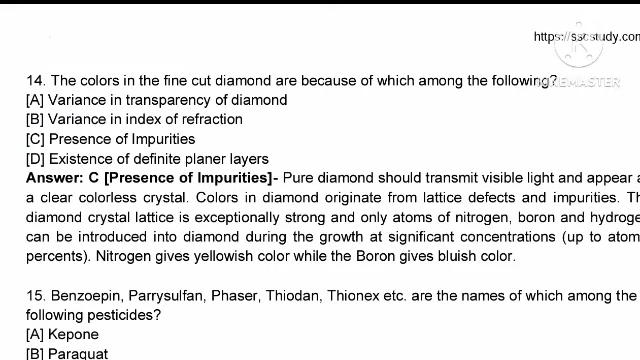 https://sscstudy.com
KINEMASTER
14. The colors in the fine cut diamond are because of which among the following?
[A] Variance in transparency of diamond
[B] Variance in index of refraction
[C] Presence of Impurities
[D] Existence of definite planer layers
Answer: C [Presence of Impurities]- Pure diamond should transmit visible light and appear a
a clear colorless crystal. Colors in diamond originate from lattice defects and impurities. Th
diamond crystal lattice is exceptionally strong and only atoms of nitrogen, boron and hydroge
can be introduced into diamond during the growth at significant concentrations (up to atom
percents). Nitrogen gives yellowish color while the Boron gives bluish color.
15. Benzoepin, Parrysulfan, Phaser, Thiodan, Thionex etc. are the names of which among the
following pesticides?
[A] Kepone
[B] Paraquat